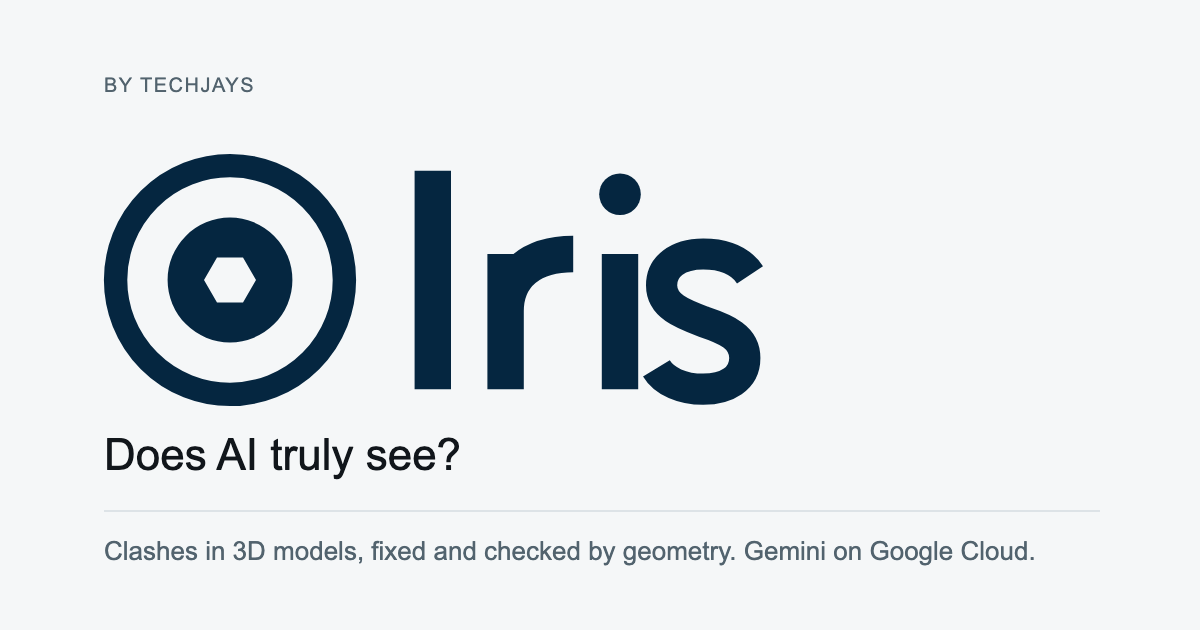 BY TECHJAYS
Iris
Does AI truly see?
Clashes in 3D models, fixed and checked by geometry. Gemini on Google Cloud.